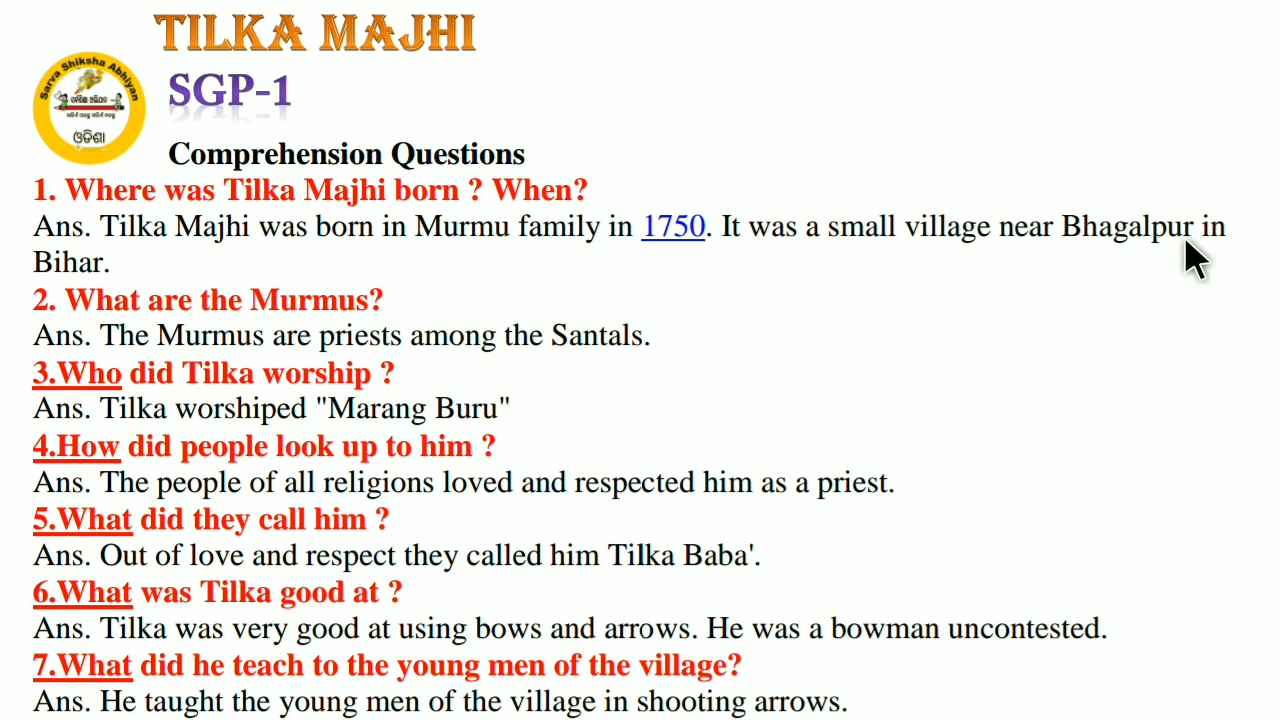 TILKA MAJHI
Sarva Shiksha Abhiyan
ଓଡ଼ିଶା
SGP-1
Comprehension Questions
1. Where was Tilka Majhi born ? When?
Ans. Tilka Majhi was born in Murmu family in 1750. It was a small village near Bhagalpur in
Bihar.
2. What are the Murmus?
Ans. The Murmus are priests among the Santals.
3.Who did Tilka worship ?
Ans. Tilka worshiped "Marang Buru"
4.How did people look up to him ?
Ans. The people of all religions loved and respected him as a priest.
5.What did they call him ?
Ans. Out of love and respect they called him Tilka Baba'.
6.What was Tilka good at ?
Ans. Tilka was very good at using bows and arrows. He was a bowman uncontested.
7.What did he teach to the young men of the village?
Ans. He taught the young men of the village in shooting arrows.